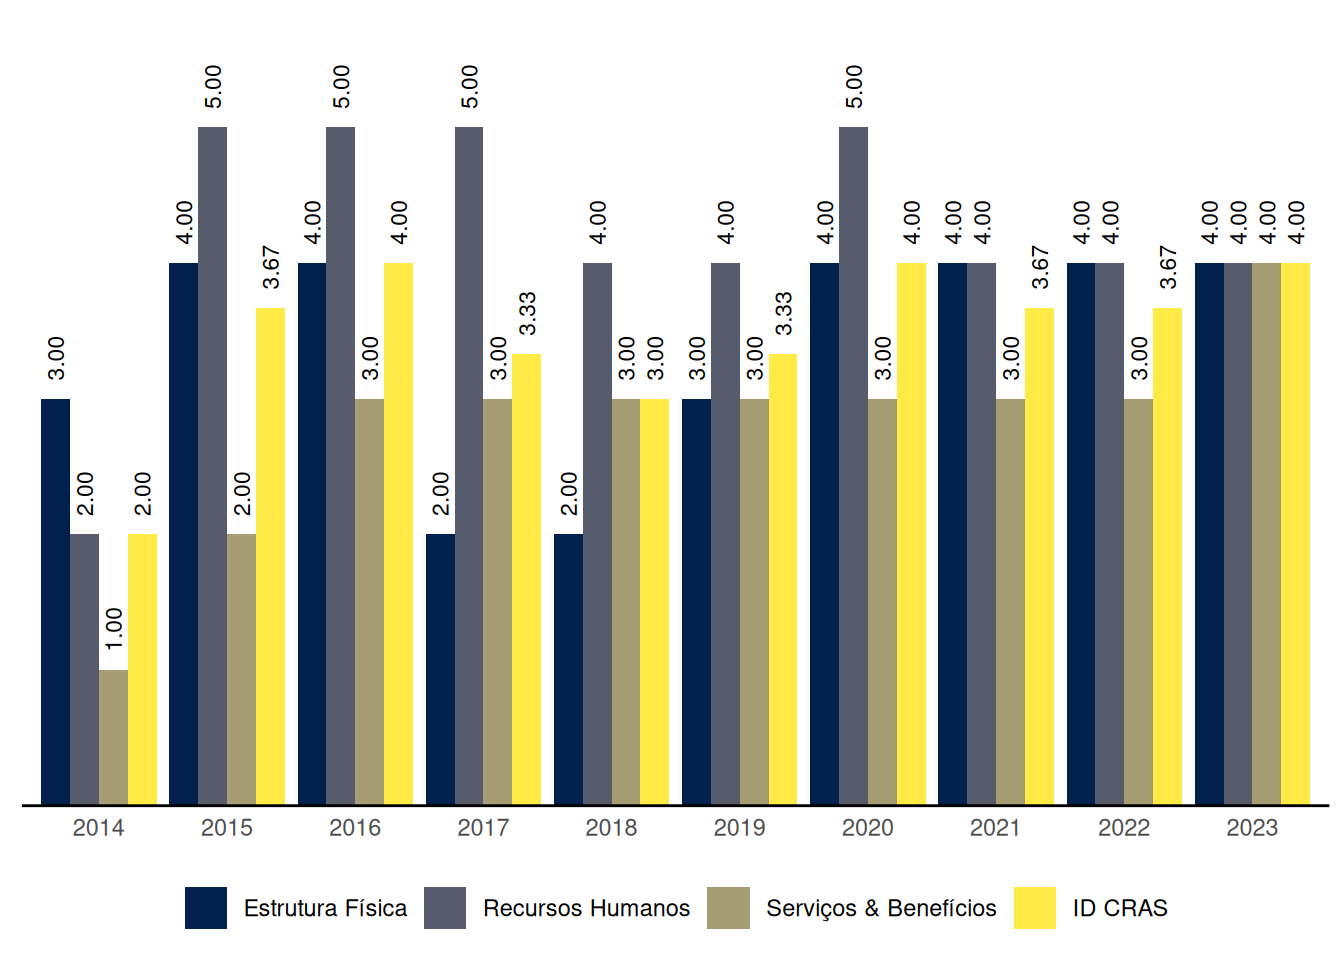 3.00 2.00 1.00 2.00
4.00 5.00 2.00 3.67
4.00 5.00 3.00 4.00
2.00 5.00 3.00 3.33
2.00 4.00 3.00 3.00
3.00 4.00 3.00 3.33
4.00 5.00 3.00 4.00
4.00 4.00 3.00 3.67
4.00 4.00 3.00 3.67
4.00 4.00 4.00 4.00
2014 2015 2016 2017 2018 2019 2020 2021 2022 2023
Estrutura Física Recursos Humanos Serviços & Benefícios ID CRAS